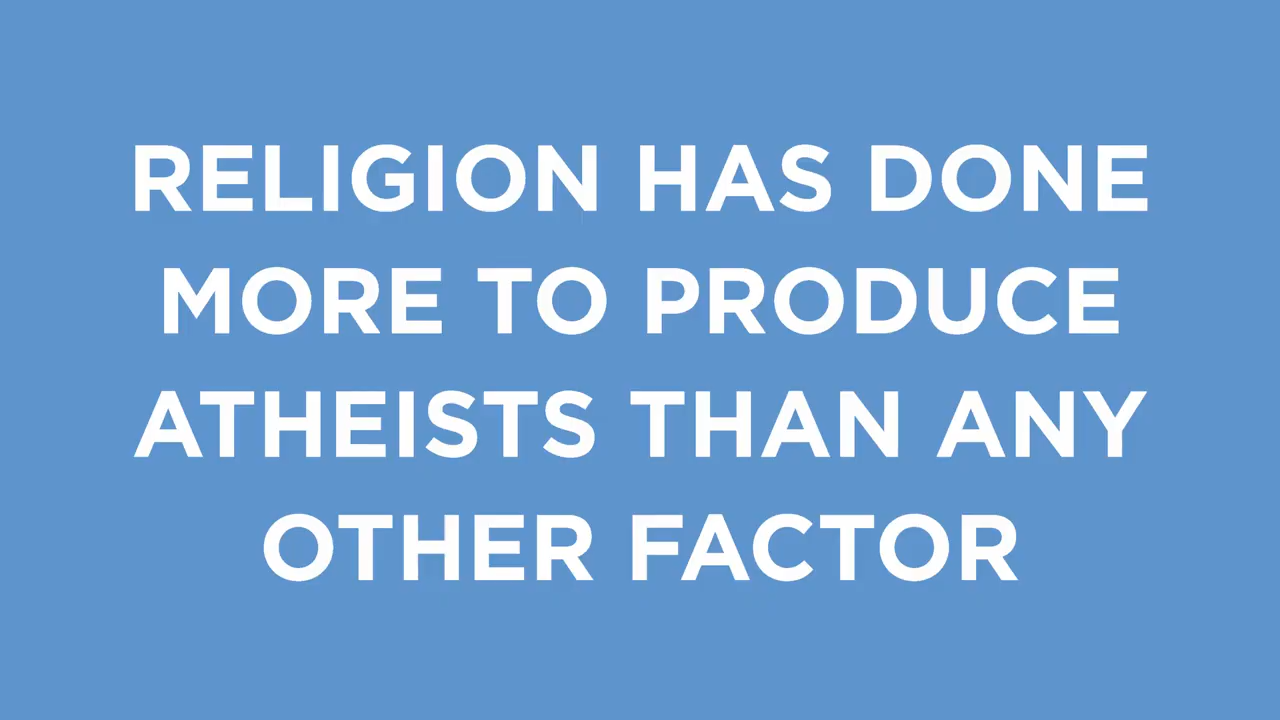 RELIGION HAS DONE
MORE TO PRODUCE
ATHEISTS THAN ANY
OTHER FACTOR